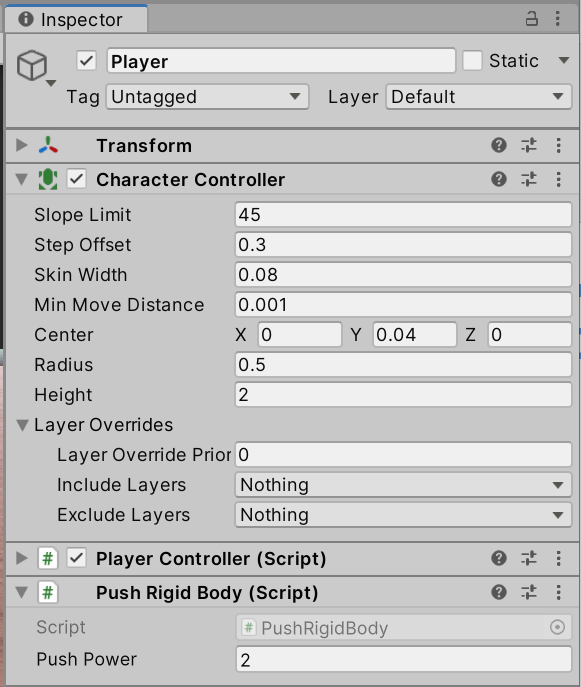 Inspector
Player Static
Tag Untagged Layer Default
Transform
Character Controller
Slope Limit 45
Step Offset 0.3
Skin Width 0.08
Min Move Distance 0.001
Center X 0 Y 0.04 Z 0
Radius 0.5
Height 2
Layer Overrides
Layer Override Prior 0
Include Layers Nothing
Exclude Layers Nothing
# Player Controller (Script)
# Push Rigid Body (Script)
Script # PushRigidBody
Push Power 2